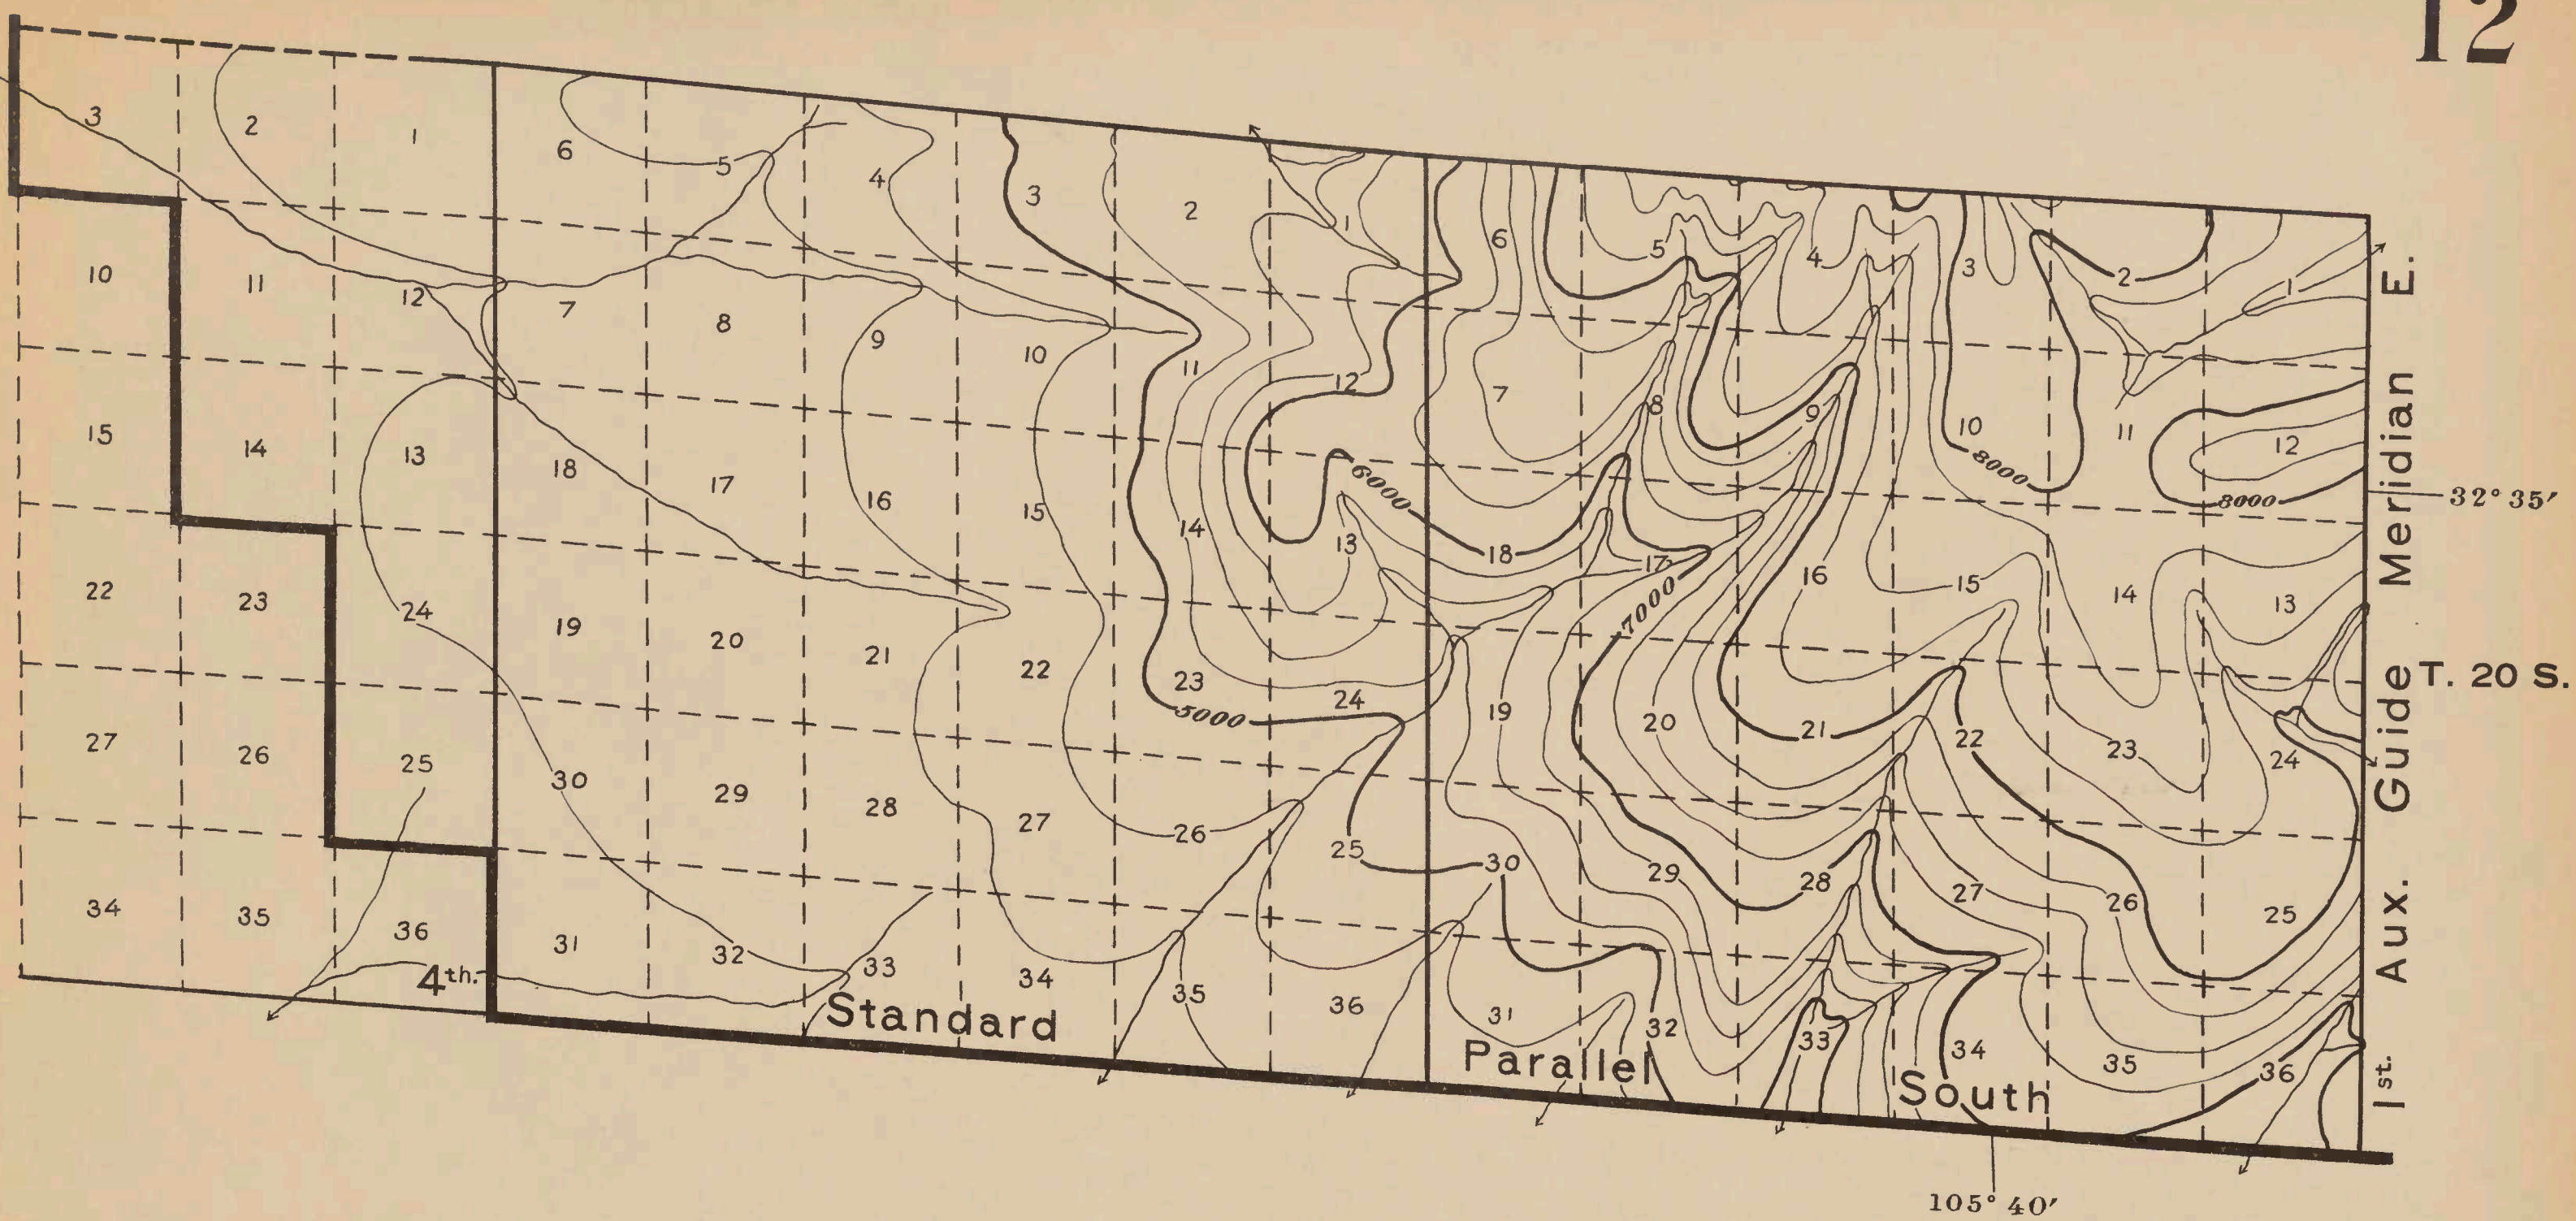 12
3 2 1 6 5 4 3 2 1 6 5 4 3 2 1
10 11 12 7 8 9 10 11 12 7 8 9 10 11 12
15 14 13 18 17 16 15 14 13 18 17 16 15 14 13
22 23 24 19 20 21 22 23 24 19 20 21 22 23 24
27 26 25 30 29 28 27 26 25 30 29 28 27 26 25
34 35 36 31 32 33 34 35 36 31 32 33 34 35 36
6000
8000
8000
7000
5000
32° 35′
T. 20 S.
4th. Standard Parallel South
1st. Aux. Guide Meridian E.
105° 40′